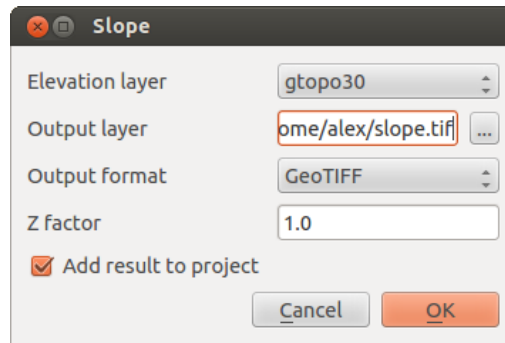 Slope
Elevation layer gtopo30
Output layer ome/alex/slope.tif ...
Output format GeoTIFF
Z factor 1.0
Add result to project
Cancel OK